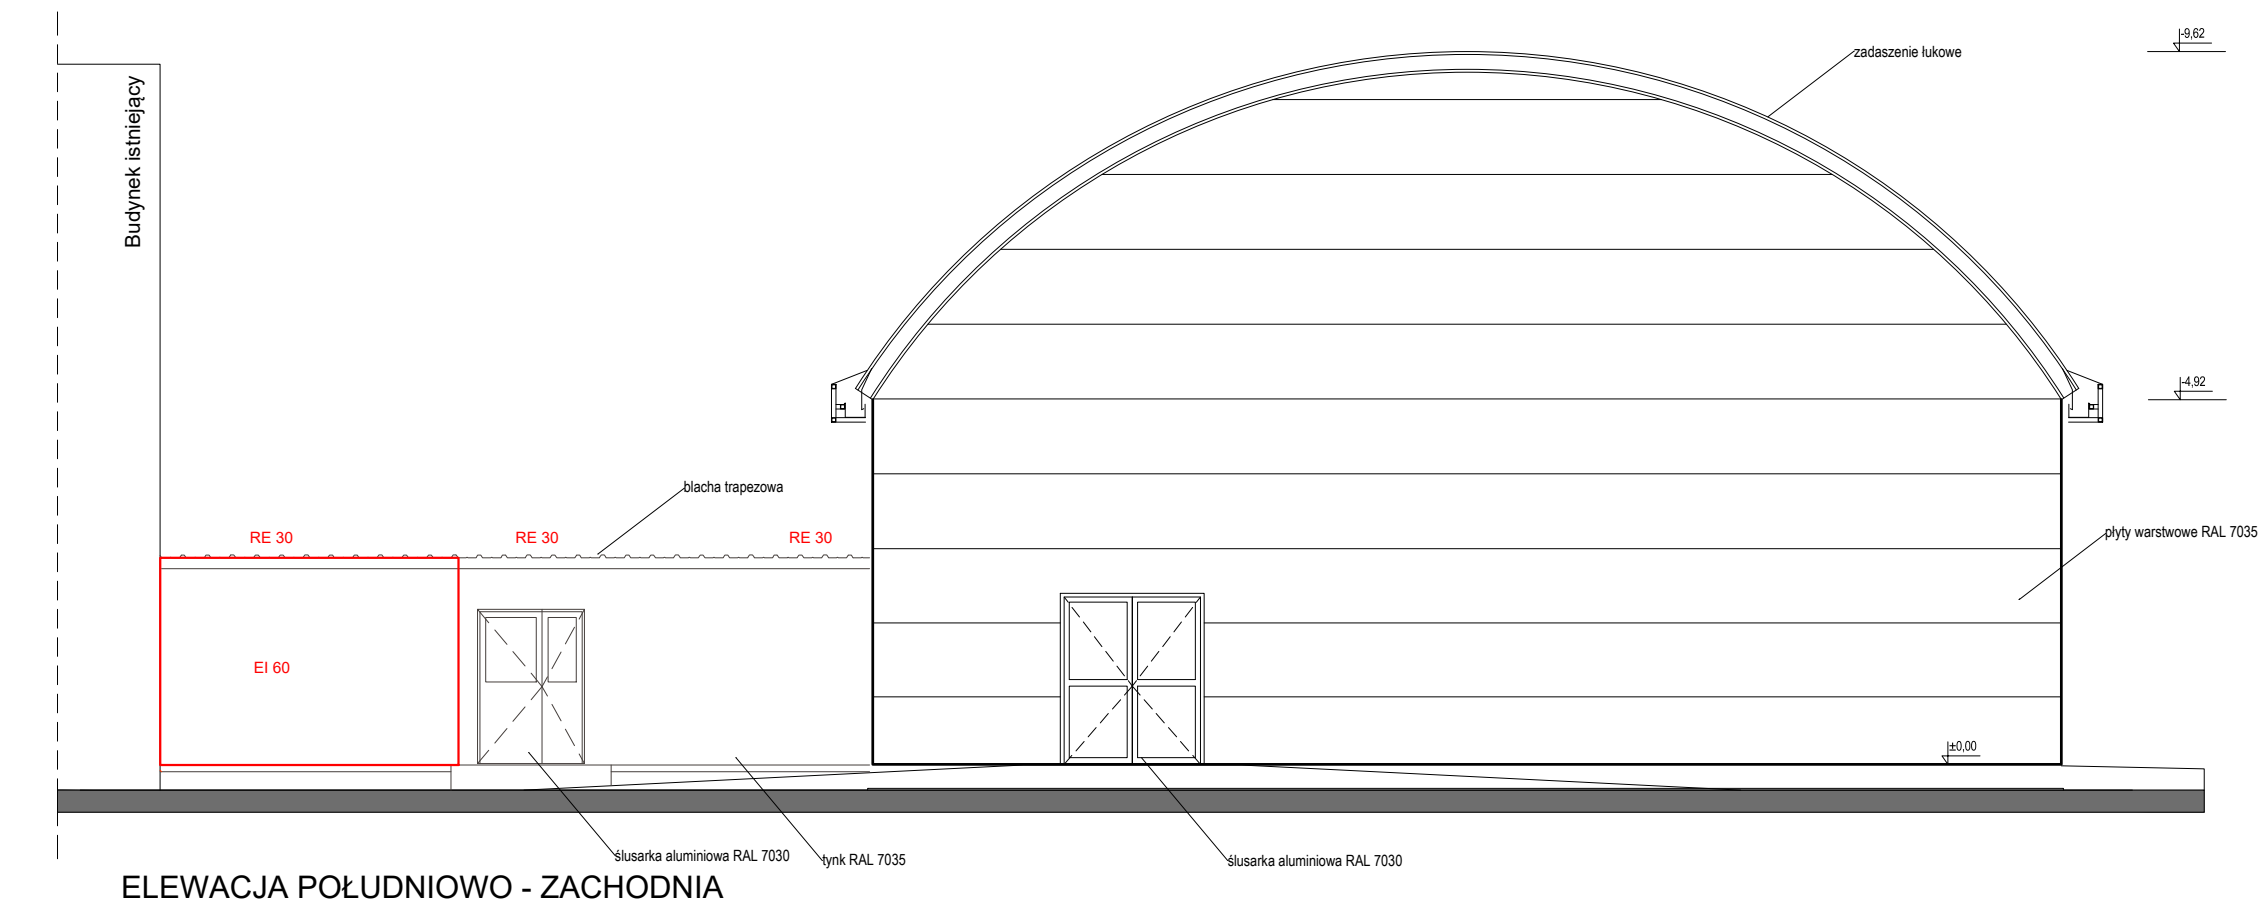 -9,62
zadaszenie łukowe
Budynek istniejący
-4,92
blacha trapezowa
RE 30
RE 30
RE 30
płyty warstwowe RAL 7035
EI 60
±0,00
ślusarka aluminiowa RAL 7030
tynk RAL 7035
ślusarka aluminiowa RAL 7030
ELEWACJA POŁUDNIOWO - ZACHODNIA